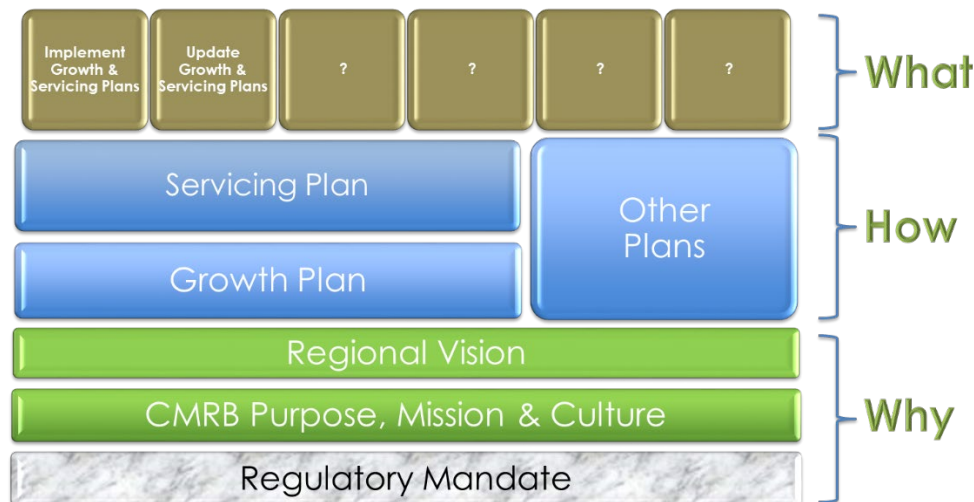 Implement
Growth &
Servicing Plans
Update
Growth &
Servicing Plans
?
?
?
?
What
Servicing Plan
Other
Plans
Growth Plan
How
Regional Vision
CMRB Purpose, Mission & Culture
Regulatory Mandate
Why